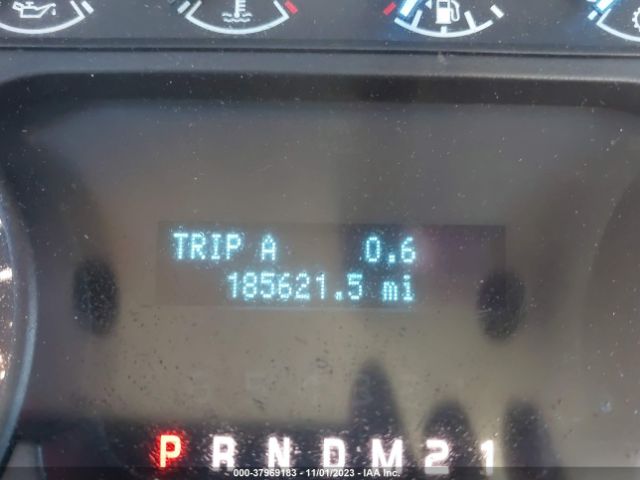 TRIP A 0.6
185621.5 mi
P R N D M 2 1
000-37969183 - 11/01/2023 - IAA Inc.